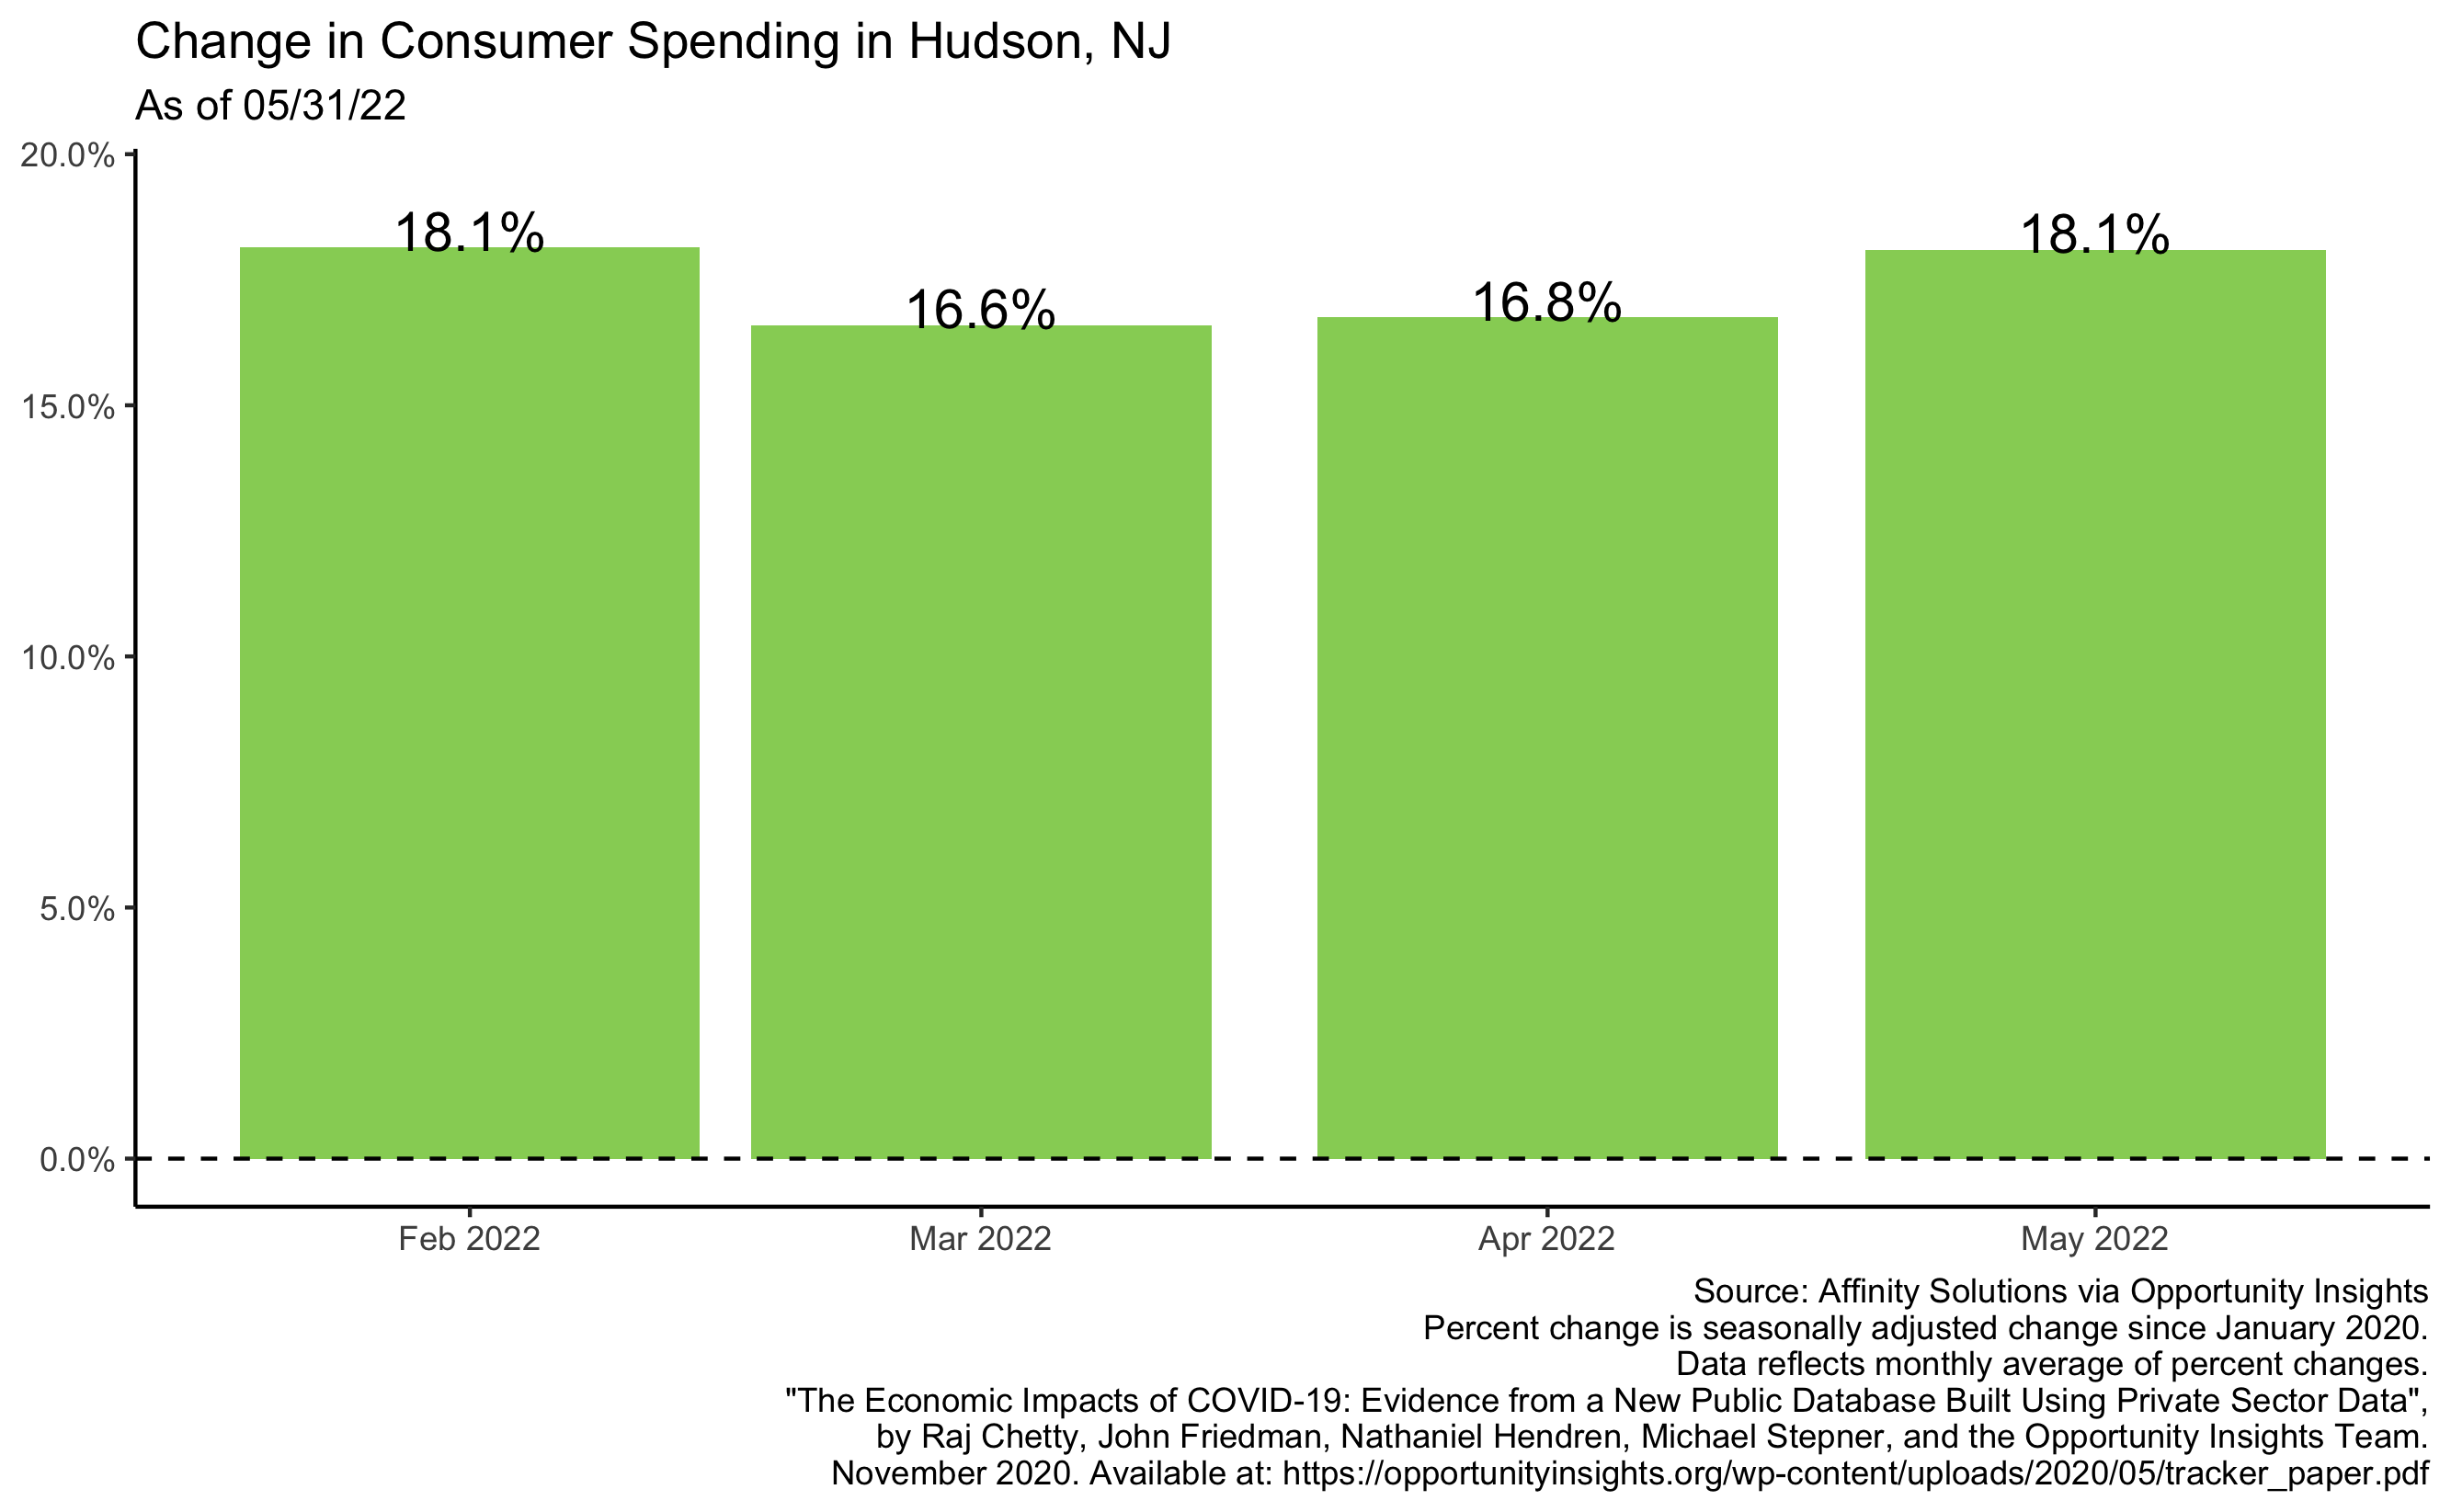 Change in Consumer Spending in Hudson, NJ
As of 05/31/22
20.0%
15.0%
10.0%
5.0%
0.0%
18.1%
16.6%
16.8%
18.1%
Feb 2022
Mar 2022
Apr 2022
May 2022
Source: Affinity Solutions via Opportunity Insights
Percent change is seasonally adjusted change since January 2020.
Data reflects monthly average of percent changes.
"The Economic Impacts of COVID-19: Evidence from a New Public Database Built Using Private Sector Data",
by Raj Chetty, John Friedman, Nathaniel Hendren, Michael Stepner, and the Opportunity Insights Team.
November 2020. Available at: https://opportunityinsights.org/wp-content/uploads/2020/05/tracker_paper.pdf